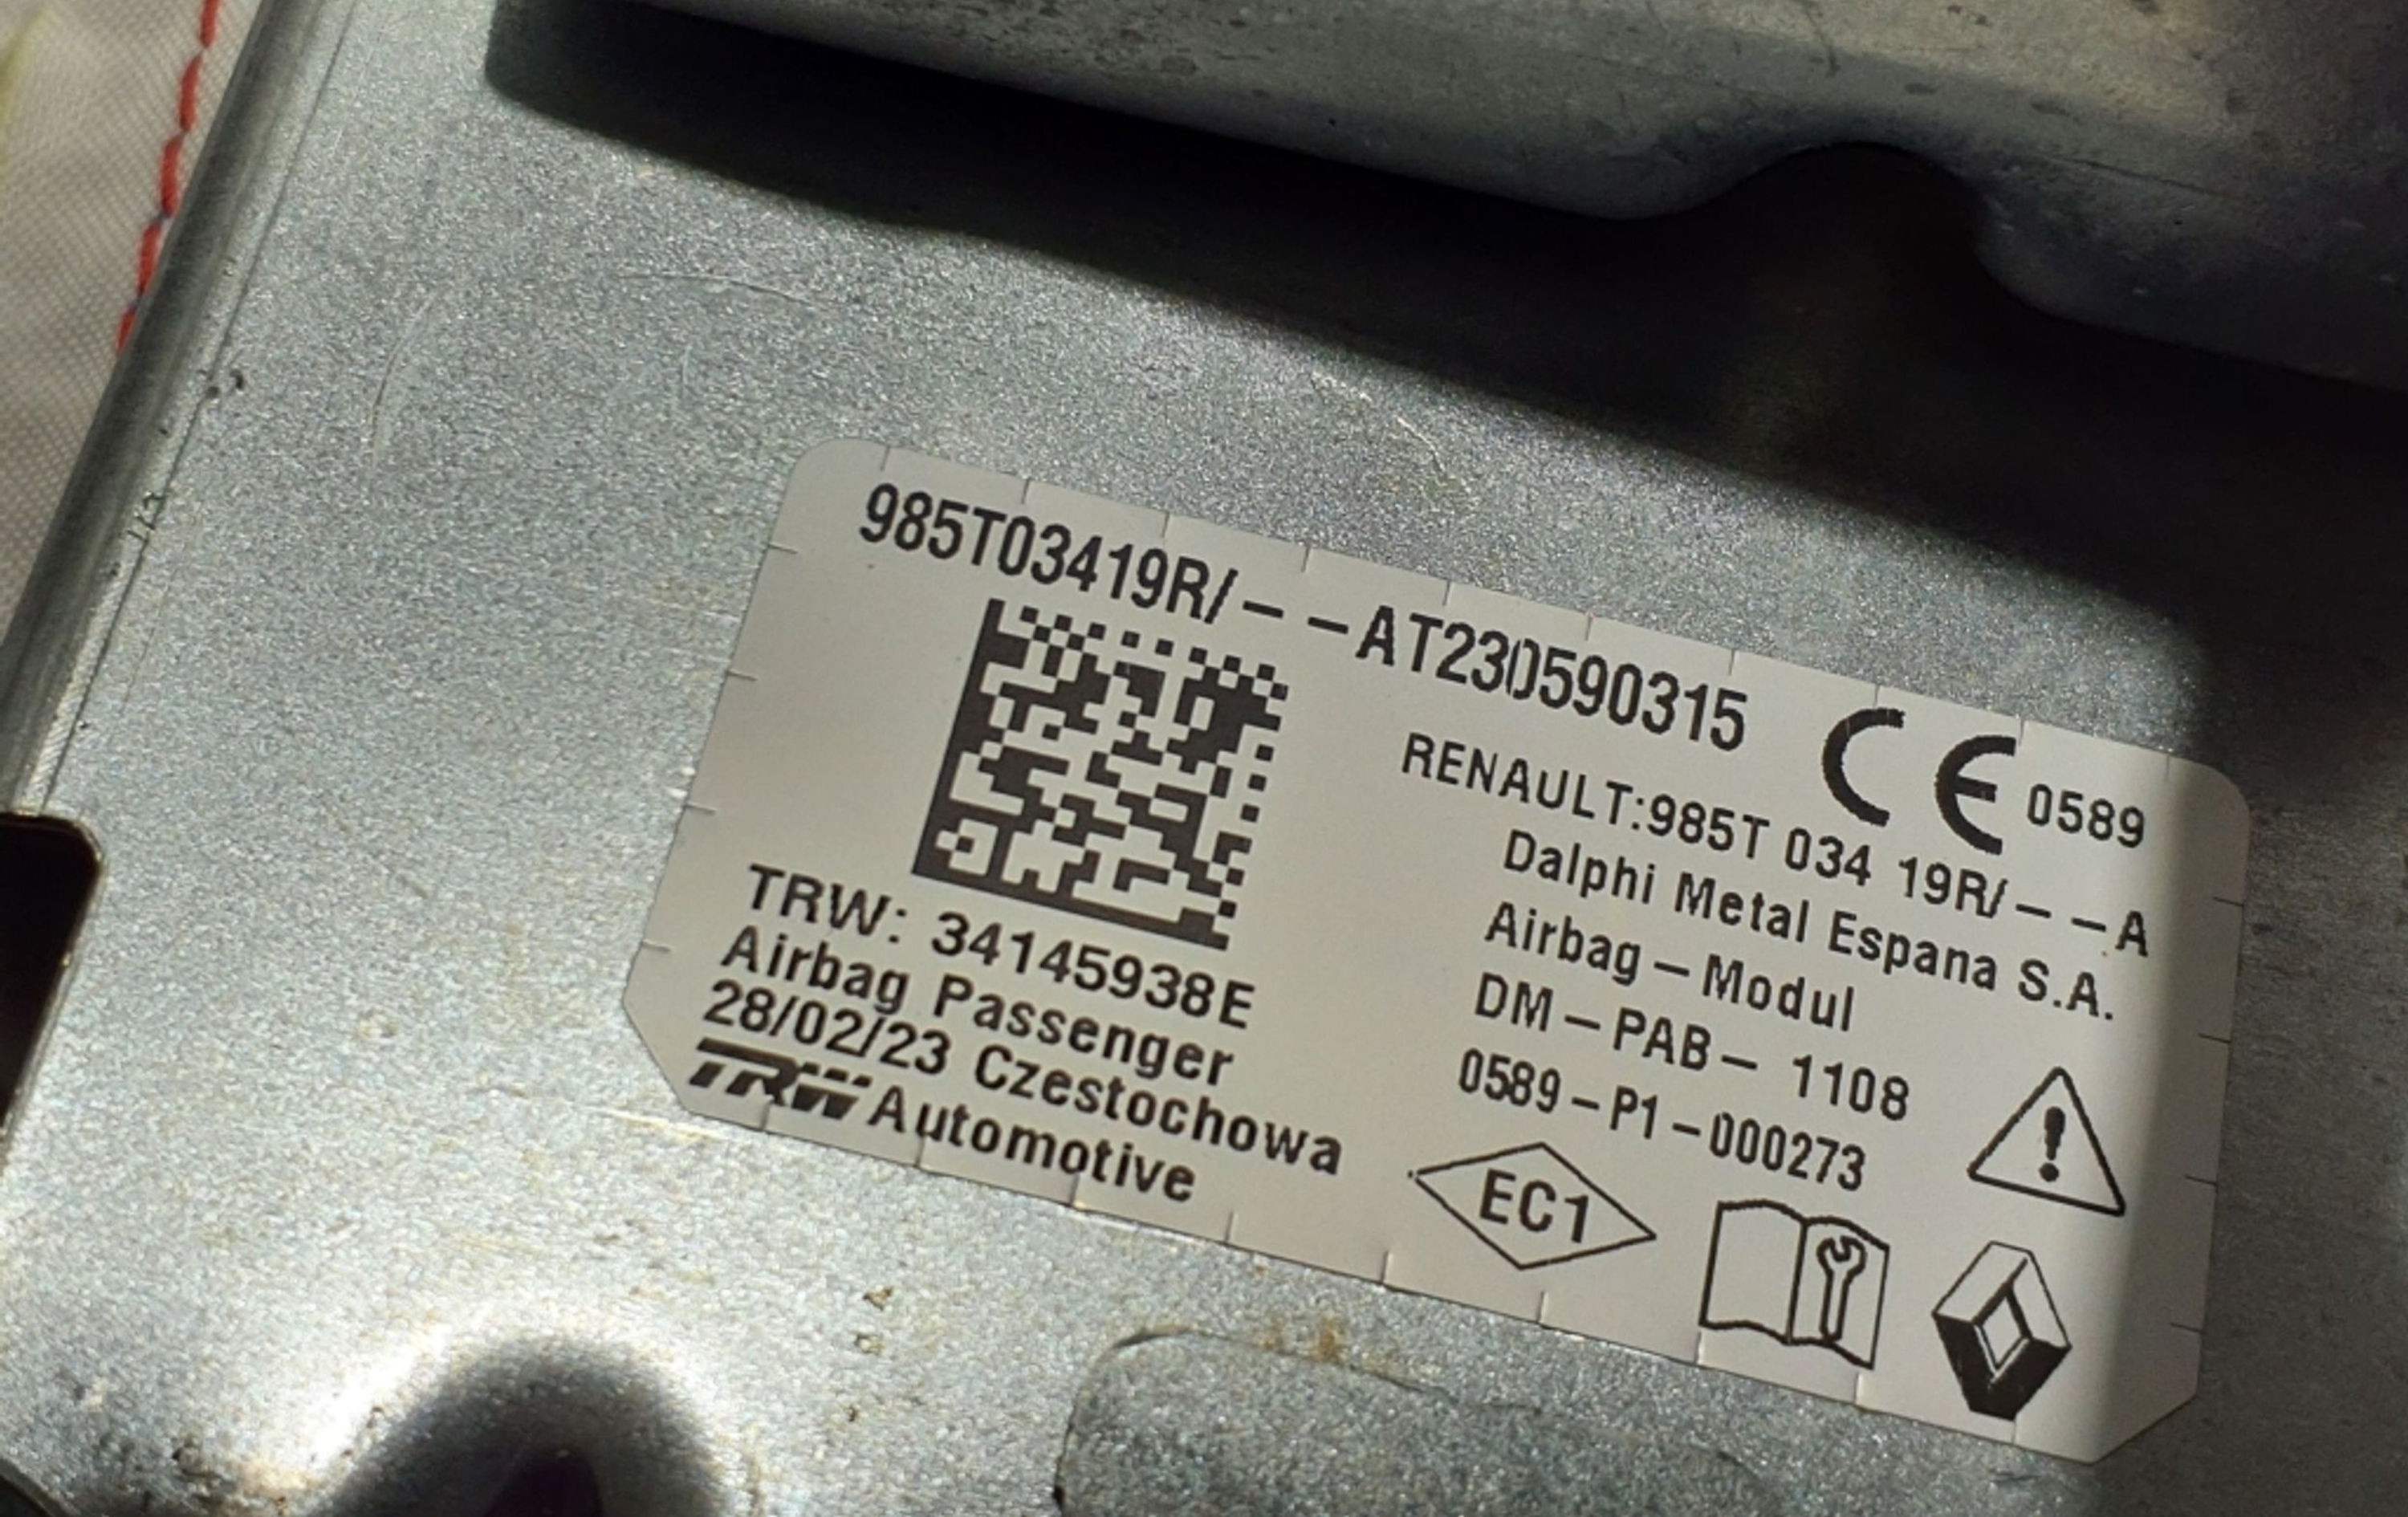 985T03419R/- -AT230590315
CE 0589
RENAULT:985T 034 19R/- -A
Dalphi Metal Espana S.A.
Airbag-Modul
DM-PAB- 1108
0589-P1-000273
TRW: 34145938E
Airbag Passenger
28/02/23 Czestochowa
TRW Automotive
EC1